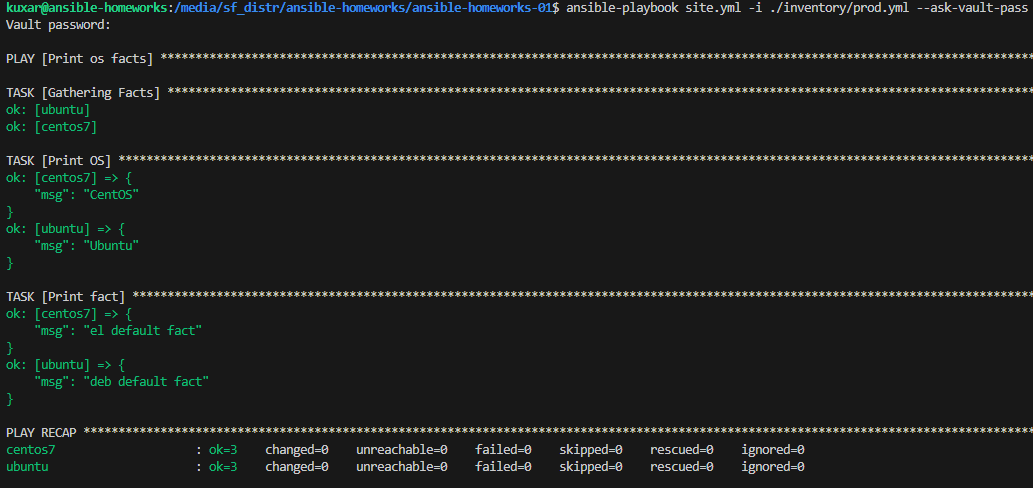 kuxar@ansible-homeworks:/media/sf_distr/ansible-homeworks/ansible-homeworks-01$ ansible-playbook site.yml -i ./inventory/prod.yml --ask-vault-pass
Vault password:
PLAY [Print os facts] ****************************************************************************************************************************
TASK [Gathering Facts] ***************************************************************************************************************************
ok: [ubuntu]
ok: [centos7]
TASK [Print OS] **********************************************************************************************************************************
ok: [centos7] => {
    "msg": "CentOS"
}
ok: [ubuntu] => {
    "msg": "Ubuntu"
}
TASK [Print fact] ********************************************************************************************************************************
ok: [centos7] => {
    "msg": "el default fact"
}
ok: [ubuntu] => {
    "msg": "deb default fact"
}
PLAY RECAP ***************************************************************************************************************************************
centos7                    : ok=3    changed=0    unreachable=0    failed=0    skipped=0    rescued=0    ignored=0
ubuntu                     : ok=3    changed=0    unreachable=0    failed=0    skipped=0    rescued=0    ignored=0